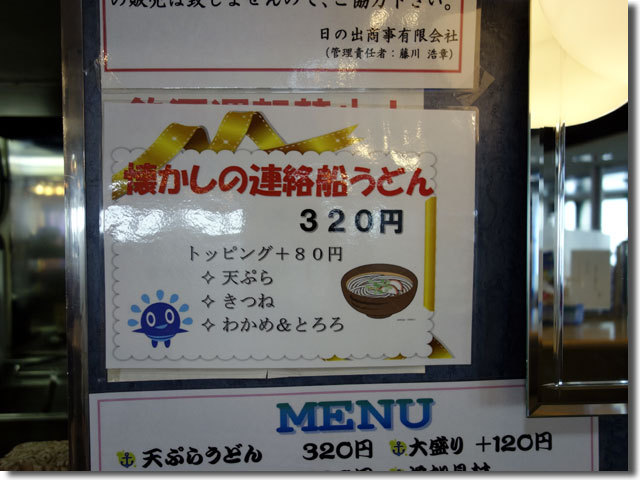 の販売は致しませんので、ご協力下さい。
日の出商事有限会社
(管理責任者：藤川 浩章)
懐かしの連絡船うどん
320円
トッピング＋80円
✧ 天ぷら
✧ きつね
✧ わかめ＆とろろ
MENU
天ぷらうどん 320円 大盛り ＋120円